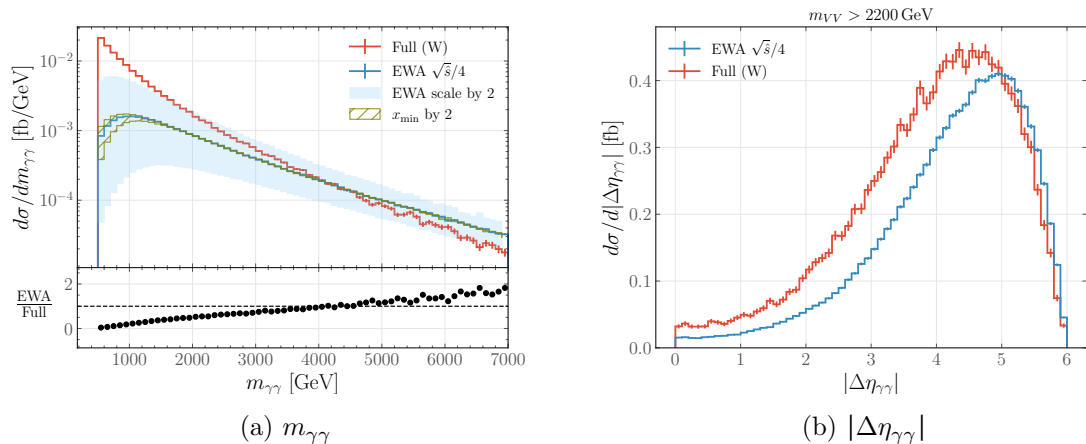 Full (W)
EWA √ŝ/4
EWA scale by 2
x_min by 2
dσ/dm_γγ [fb/GeV]
10⁻²
10⁻³
10⁻⁴
EWA
Full
2
0
1000 2000 3000 4000 5000 6000 7000
m_γγ [GeV]
(a) m_γγ
m_VV > 2200 GeV
EWA √ŝ/4
Full (W)
dσ/d|Δη_γγ| [fb]
0.4
0.3
0.2
0.1
0.0
0 1 2 3 4 5 6
|Δη_γγ|
(b) |Δη_γγ|